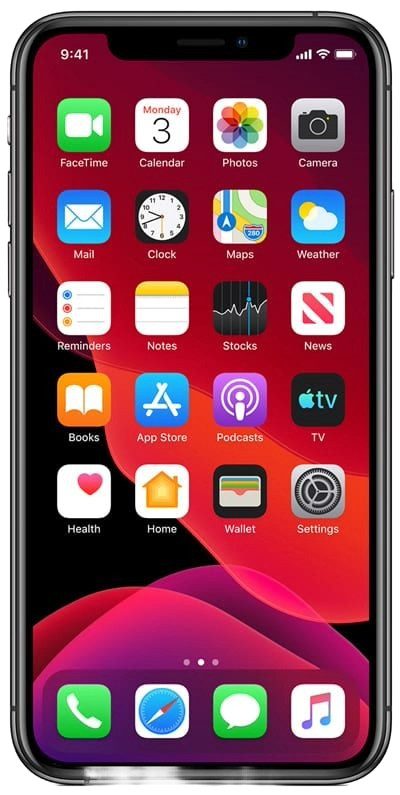 9:41
Monday
3
FaceTime Calendar Photos Camera
12
280
Mail Clock Maps Weather
Reminders Notes Stocks News
tv
Books App Store Podcasts TV
Health Home Wallet Settings